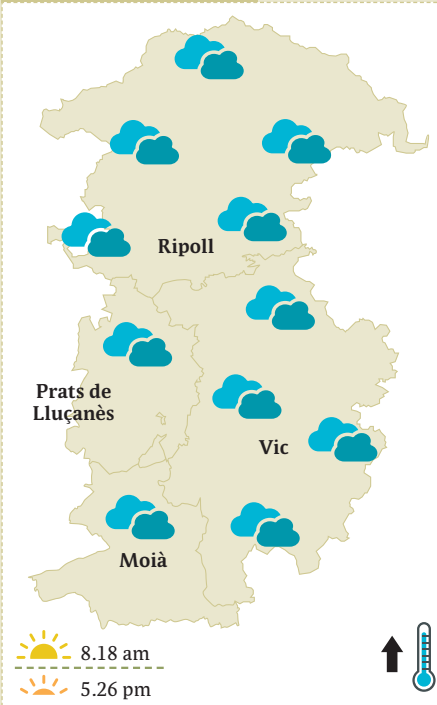 Ripoll
Prats de
Lluçanès
Vic
Moià
8.18 am
5.26 pm